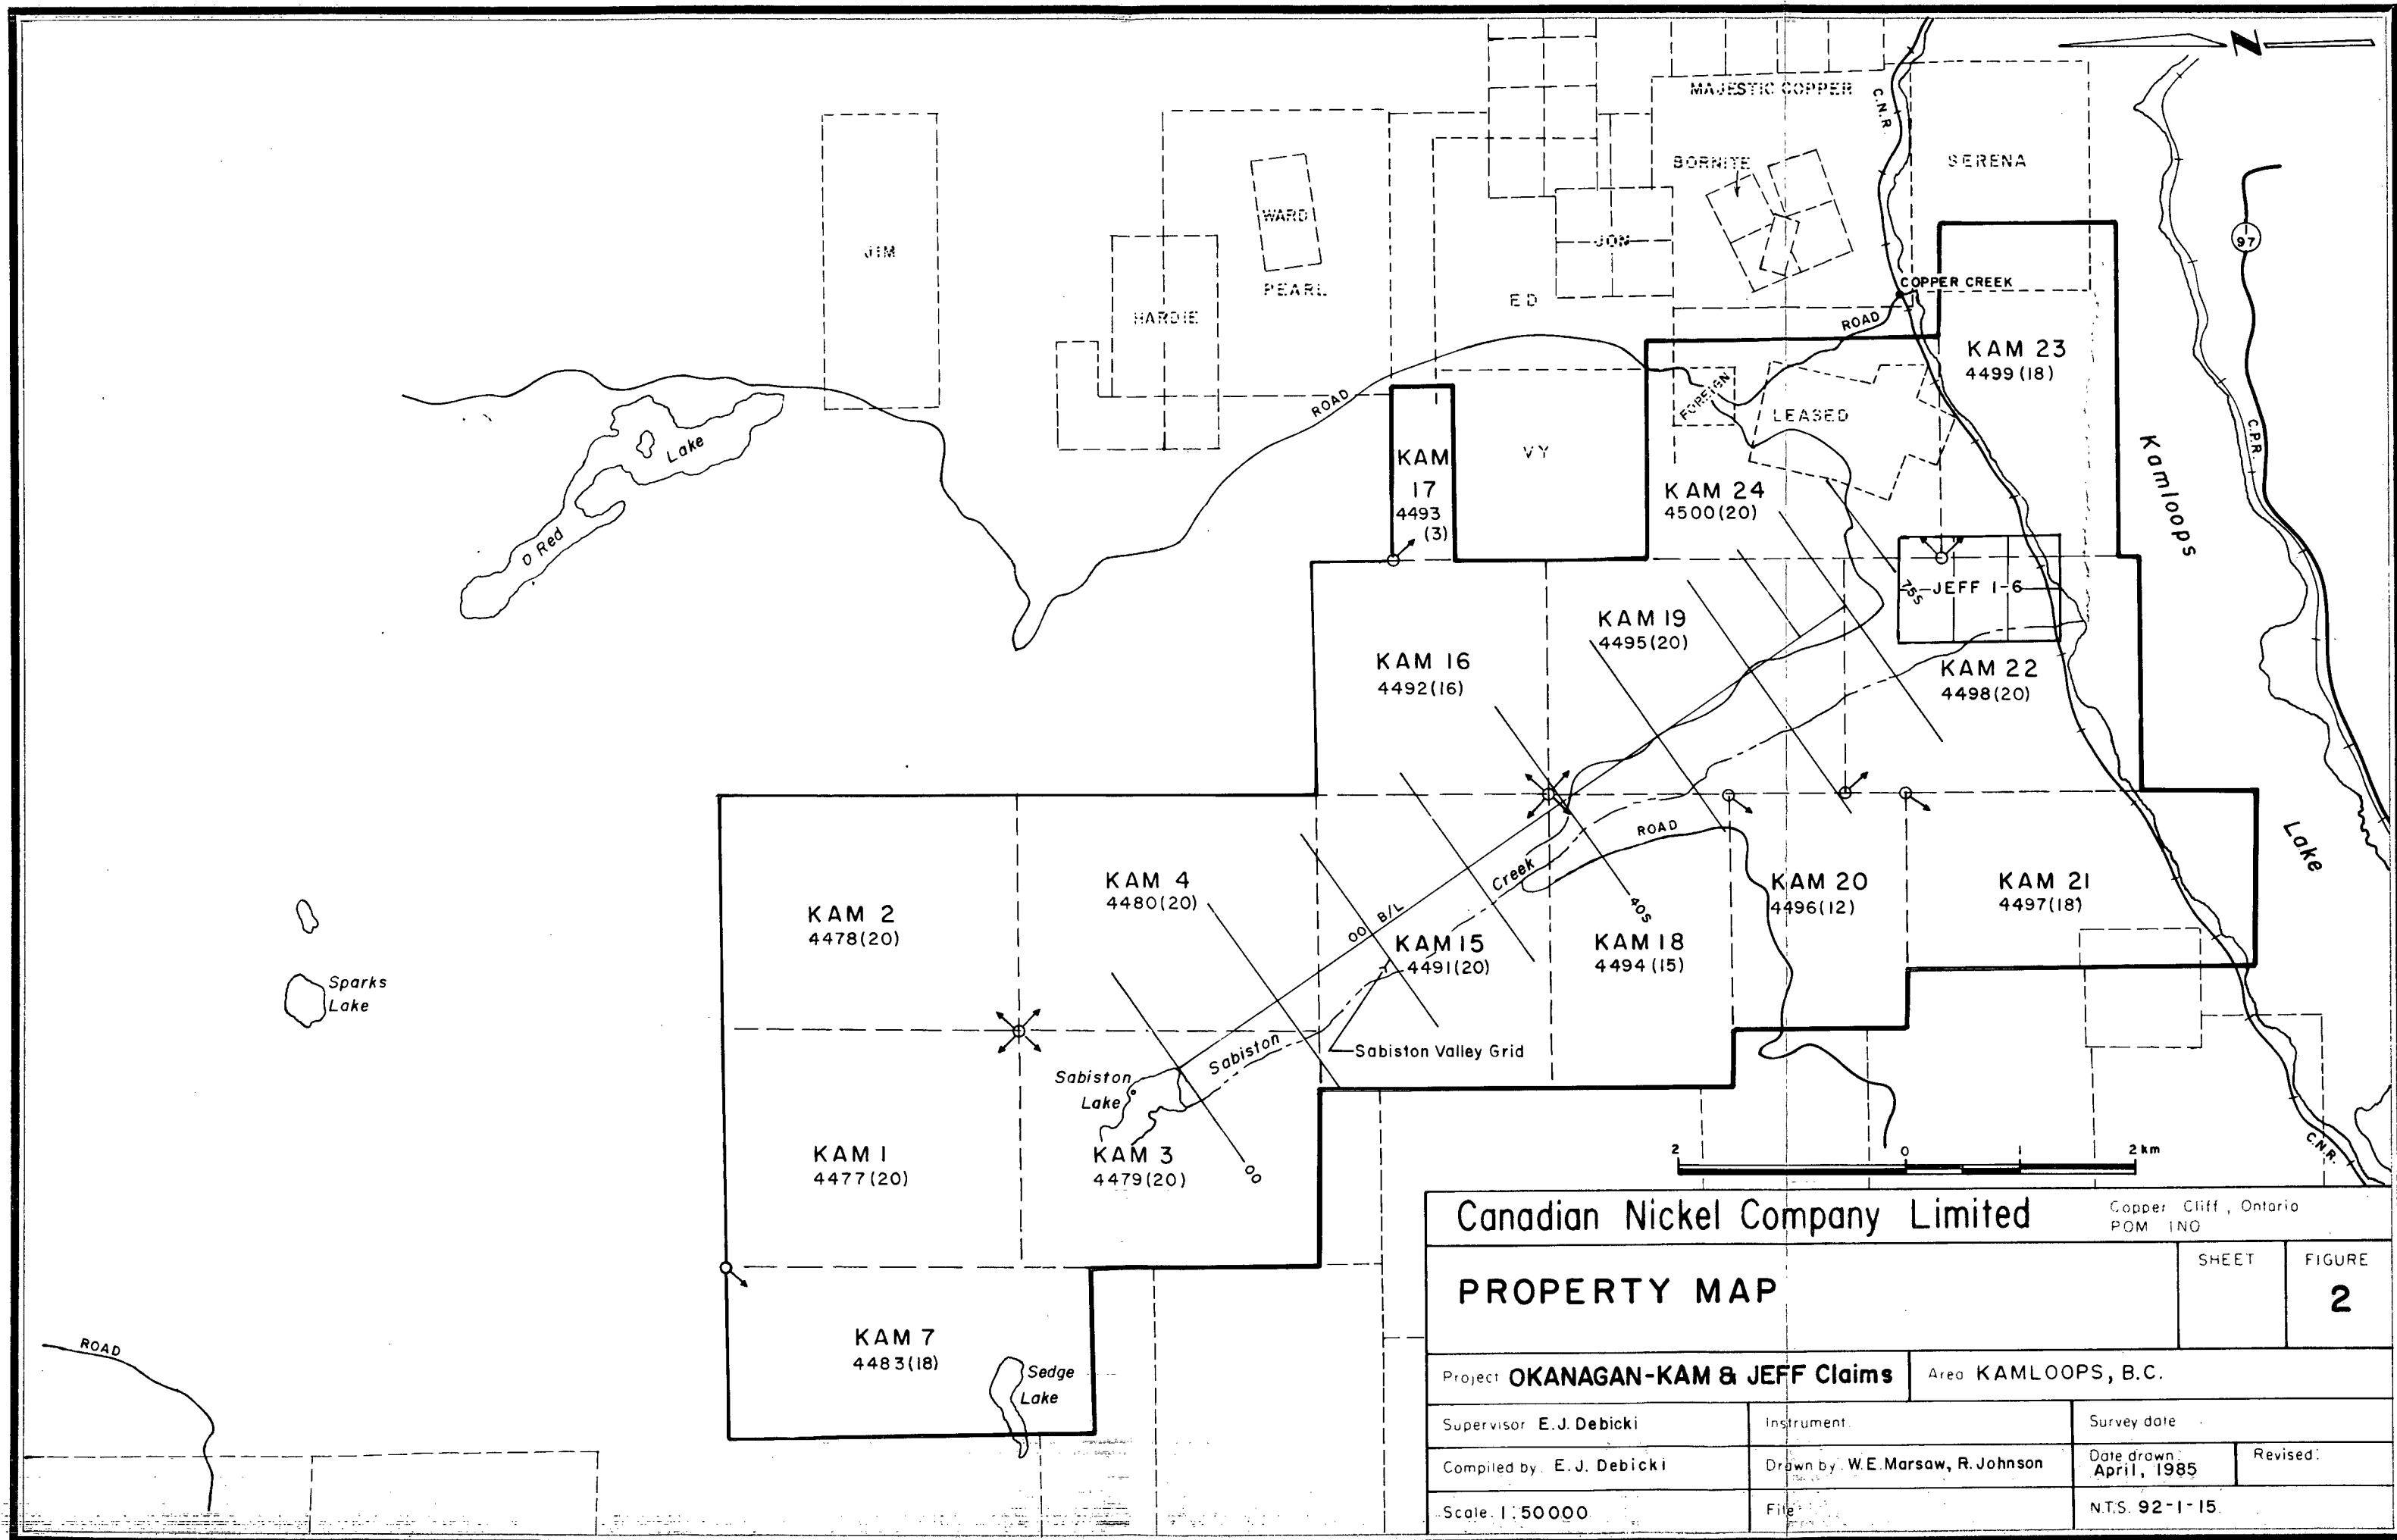 N
MAJESTIC COPPER
C.N.R.
BORNITE
SERENA
WARD
JIM
JON
97
PEARL
ED
COPPER CREEK
HARDIE
ROAD
KAM 23
4499(18)
ROAD
FOREIGN
LEASED
Lake
VY
KAM
17
4493
(3)
C.P.R.
Kamloops
KAM 24
4500(20)
D Red
75S
JEFF 1-6
KAM 19
4495(20)
KAM 16
4492(16)
KAM 22
4498(20)
ROAD
Lake
Creek
KAM 4
4480(20)
KAM 20
4496(12)
KAM 21
4497(18)
KAM 2
4478(20)
40S
00 B/L
KAM 15
4491(20)
KAM 18
4494(15)
Sparks
Lake
Sabiston
Sabiston Valley Grid
Sabiston
Lake
KAM 1
4477(20)
KAM 3
4479(20)
00
2 0 1 2 km
C.N.R.
KAM 7
4483(18)
Sedge
Lake
ROAD
Canadian Nickel Company Limited
Copper Cliff, Ontario
POM 1NO
PROPERTY MAP
SHEET
FIGURE
2
Project OKANAGAN-KAM & JEFF Claims
Area KAMLOOPS, B.C.
Supervisor E.J. Debicki
Instrument
Survey date
Compiled by E.J. Debicki
Drawn by W.E.Marsaw, R.Johnson
Date drawn:
April, 1985
Revised:
Scale 1:50000
File
N.T.S. 92-1-15